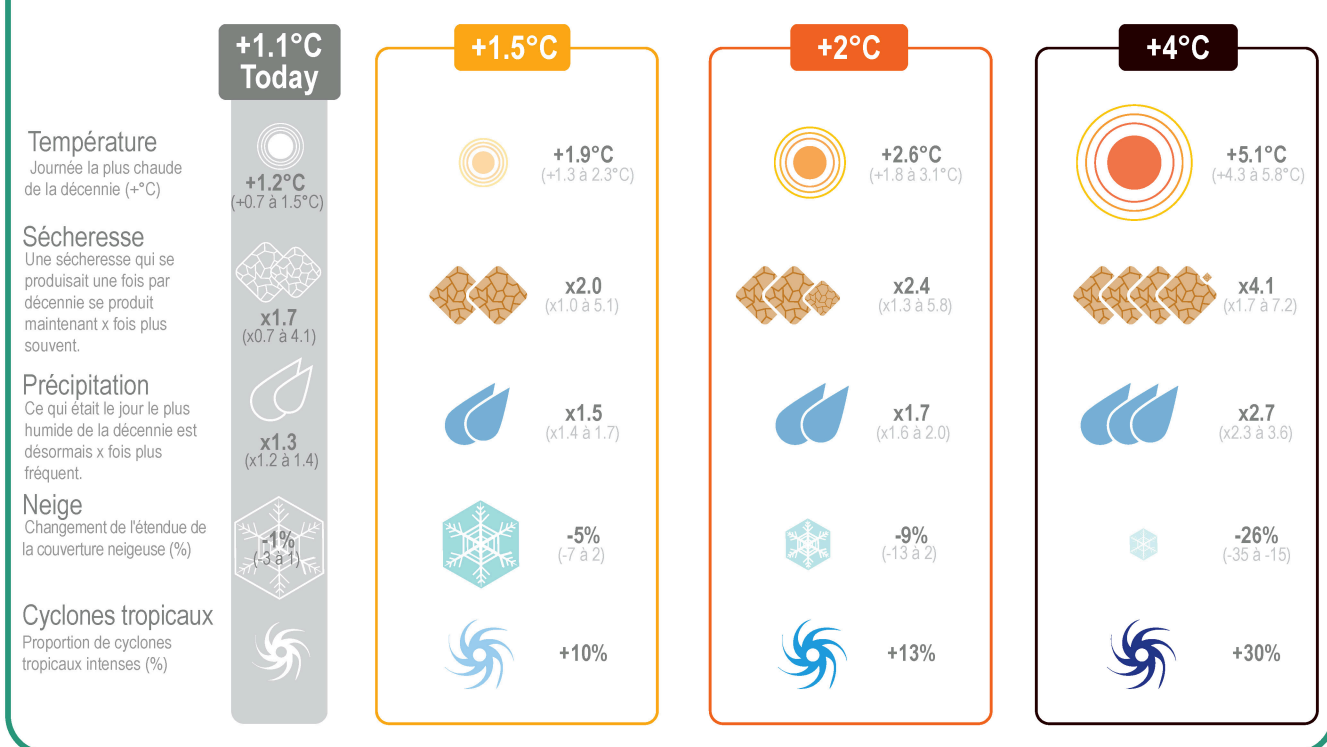 +1.1°C
Today
+1.5°C
+2°C
+4°C
Température
Journée la plus chaude
de la décennie (+°C)
+1.2°C
(+0.7 à 1.5°C)
+1.9°C
(+1.3 à 2.3°C)
+2.6°C
(+1.8 à 3.1°C)
+5.1°C
(+4.3 à 5.8°C)
Sécheresse
Une sécheresse qui se
produisait une fois par
décennie se produit
maintenant x fois plus
souvent.
x1.7
(x0.7 à 4.1)
x2.0
(x1.0 à 5.1)
x2.4
(x1.3 à 5.8)
x4.1
(x1.7 à 7.2)
Précipitation
Ce qui était le jour le plus
humide de la décennie est
désormais x fois plus
fréquent.
x1.3
(x1.2 à 1.4)
x1.5
(x1.4 à 1.7)
x1.7
(x1.6 à 2.0)
x2.7
(x2.3 à 3.6)
Neige
Changement de l'étendue de
la couverture neigeuse (%)
-1%
(-3 à 1)
-5%
(-7 à 2)
-9%
(-13 à 2)
-26%
(-35 à -15)
Cyclones tropicaux
Proportion de cyclones
tropicaux intenses (%)
+10%
+13%
+30%